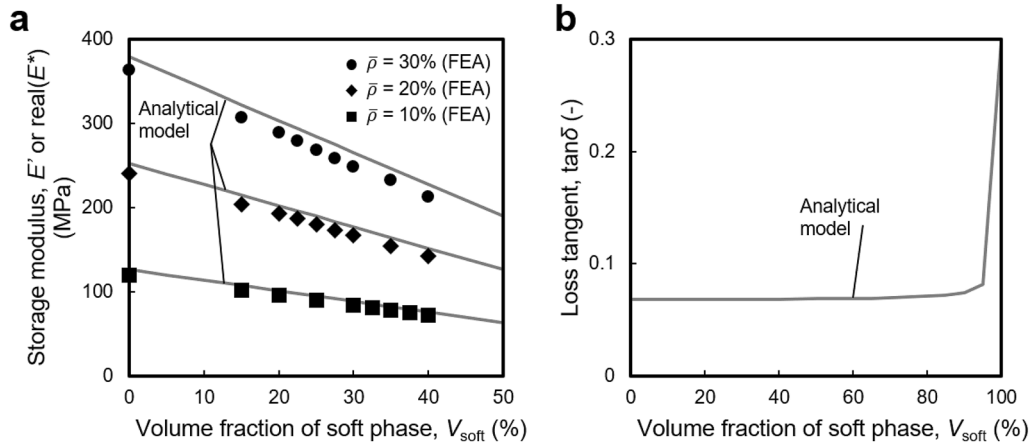 a
Storage modulus, E' or real(E*)
(MPa)
400
300
200
100
0
0 10 20 30 40 50
Volume fraction of soft phase, Vsoft (%)
ρ̄ = 30% (FEA)
ρ̄ = 20% (FEA)
ρ̄ = 10% (FEA)
Analytical
model
b
Loss tangent, tanδ (-)
0.3
0.2
0.1
0
0 20 40 60 80 100
Volume fraction of soft phase, Vsoft (%)
Analytical
model